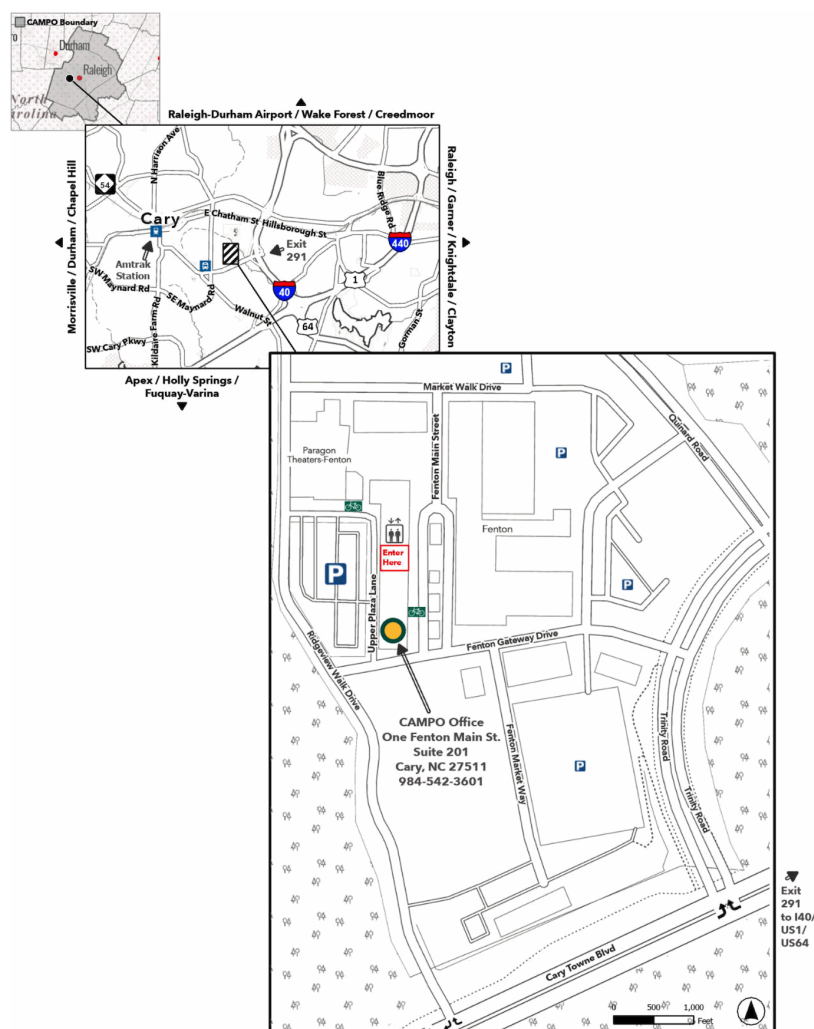 CAMPO Boundary
Durham
Raleigh
North
Raleigh-Durham Airport / Wake Forest / Creedmoor
Morrisville / Durham / Chapel Hill
Raleigh / Garner / Knightdale / Clayton
N Harrison Ave
54
Blue Ridge Rd
Cary
E Chatham St
Hillsborough St
Exit
291
440
Amtrak
Station
1
40
SW Maynard Rd
SE Maynard Rd
Kildaire Farm Rd
Walnut St
64
Gorman St
SW Cary Pkwy
Apex / Holly Springs /
Fuquay-Varina
P
Market Walk Drive
Quinard Road
Fenton Main Street
Paragon
Theaters-Fenton
P
Fenton
Enter
Here
P
P
Upper Plaza Lane
Ridgeview Walk Drive
Fenton Gateway Drive
CAMPO Office
One Fenton Main St.
Suite 201
Cary, NC 27511
984-542-3601
Fenton Market Way
Trinity Road
P
Trinity Road
Exit
291
to I40/
US1/
US64
Cary Towne Blvd
0 500 1,000
Feet